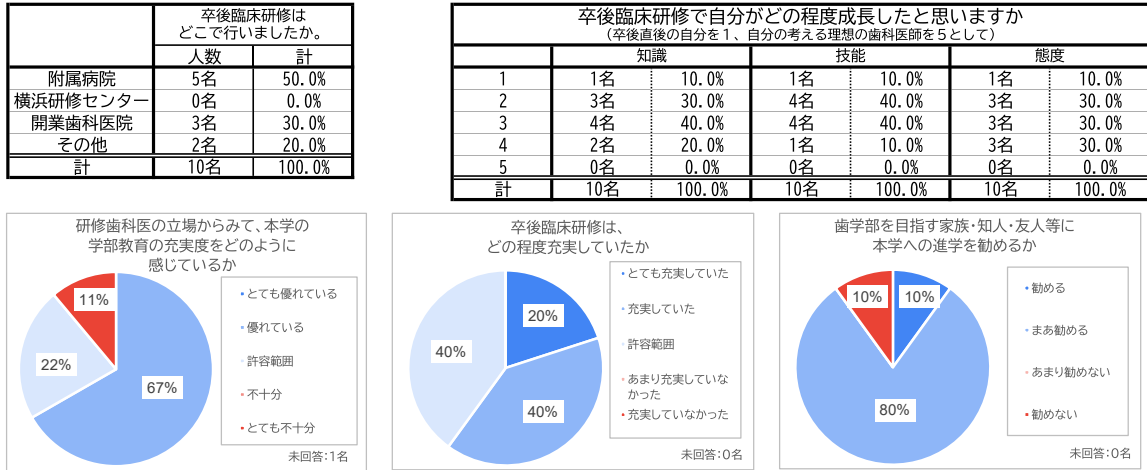 卒後臨床研修は
どこで行いましたか。
人数 計
附属病院 5名 50.0%
横浜研修センター 0名 0.0%
開業歯科医院 3名 30.0%
その他 2名 20.0%
計 10名 100.0%
卒後臨床研修で自分がどの程度成長したと思いますか
(卒後直後の自分を1、自分の考える理想の歯科医師を5として)
知識 技能 態度
1 1名 10.0% 1名 10.0% 1名 10.0%
2 3名 30.0% 4名 40.0% 3名 30.0%
3 4名 40.0% 4名 40.0% 3名 30.0%
4 2名 20.0% 1名 10.0% 3名 30.0%
5 0名 0.0% 0名 0.0% 0名 0.0%
計 10名 100.0% 10名 100.0% 10名 100.0%
研修歯科医の立場からみて、本学の
学部教育の充実度をどのように
感じているか
11%
22%
67%
とても優れている
優れている
許容範囲
不十分
とても不十分
未回答:1名
卒後臨床研修は、
どの程度充実していたか
20%
40%
40%
とても充実していた
充実していた
許容範囲
あまり充実していな
かった
充実していなかった
未回答:0名
歯学部を目指す家族・知人・友人等に
本学への進学を勧めるか
10%
10%
80%
勧める
まあ勧める
あまり勧めない
勧めない
未回答:0名